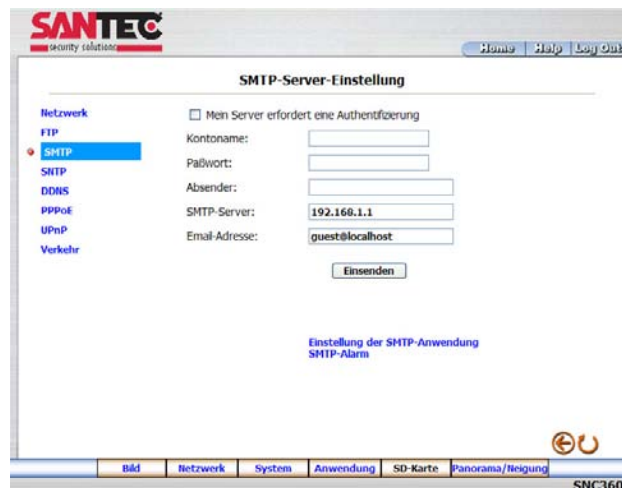 SANTEC
security solutions
Home Help Log Out
SMTP-Server-Einstellung
Netzwerk
FTP
SMTP
SNTP
DDNS
PPPoE
UPnP
Verkehr
Mein Server erfordert eine Authentifizierung
Kontoname:
Paßwort:
Absender:
SMTP-Server: 192.168.1.1
Email-Adresse: guest@localhost
Einsenden
Einstellung der SMTP-Anwendung
SMTP-Alarm
Bild Netzwerk System Anwendung SD-Karte Panorama/Neigung
SNC360